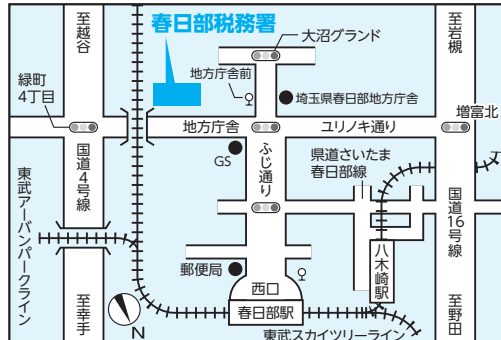 至越谷
春日部税務署
大沼グランド
至岩槻
地方庁舎前
埼玉県春日部地方庁舎
緑町
4丁目
増富北
地方庁舎
ユリノキ通り
国道4号線
GS
ふじ通り
県道さいたま
春日部線
東武アーバンパークライン
国道16号線
八木崎駅
郵便局
西口
春日部駅
至幸手
至野田
N
東武スカイツリーライン